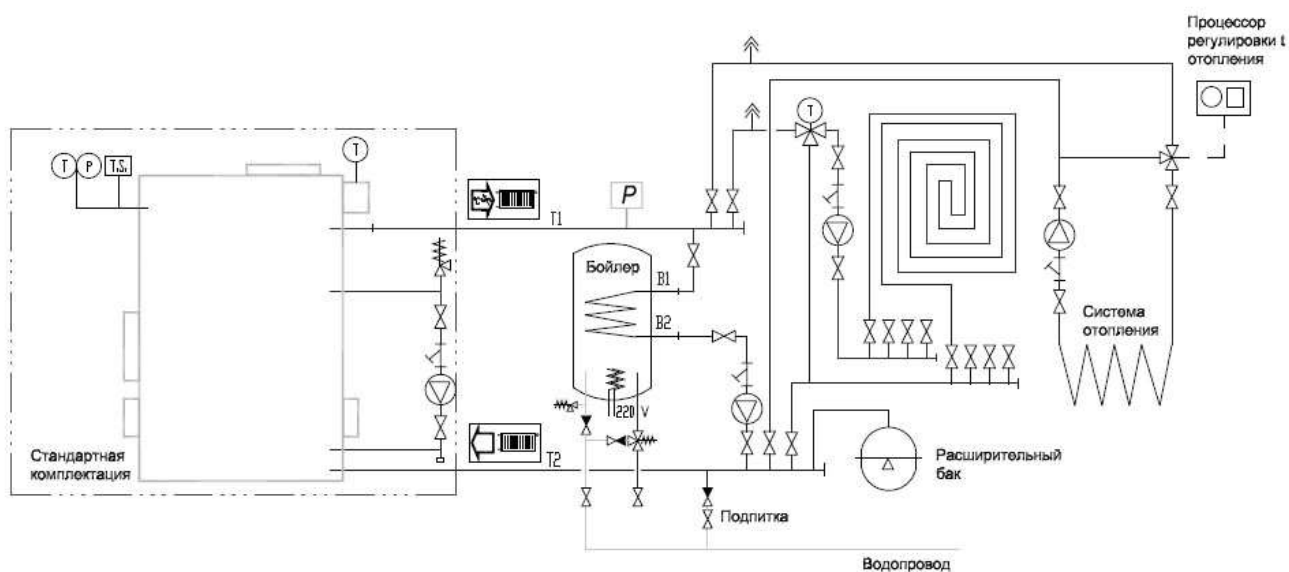 Процессор
регулировки t
отопления
T
T
P
T.S.
T
T1
P
Бойлер
B1
B2
Система
отопления
220 V
Стандартная
комплектация
T2
Расширительный
бак
Подпитка
Водопровод